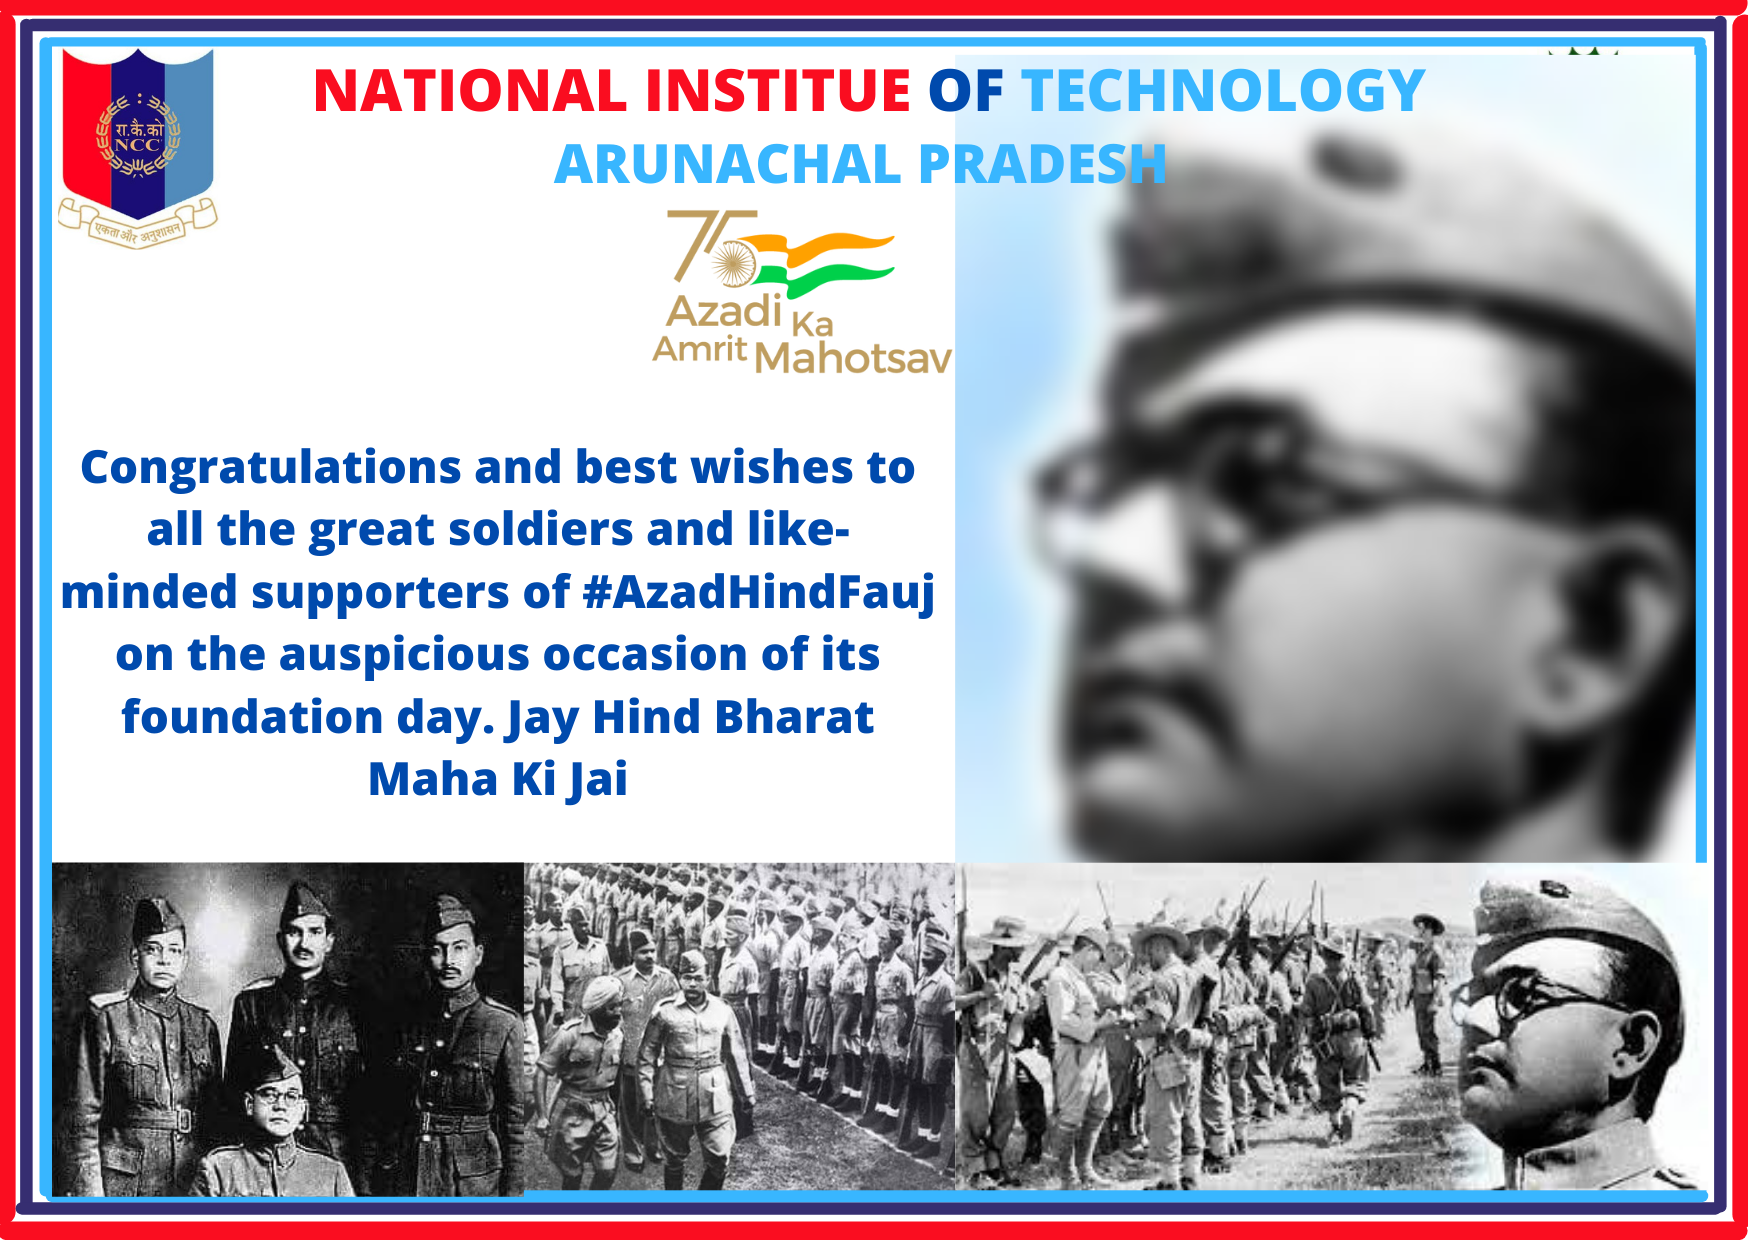 NATIONAL INSTITUE OF TECHNOLOGY
ARUNACHAL PRADESH
रा.कै.को
NCC
एकता और अनुशासन
75
Azadi Ka
Amrit Mahotsav
Congratulations and best wishes to
all the great soldiers and like-
minded supporters of #AzadHindFauj
on the auspicious occasion of its
foundation day. Jay Hind Bharat
Maha Ki Jai